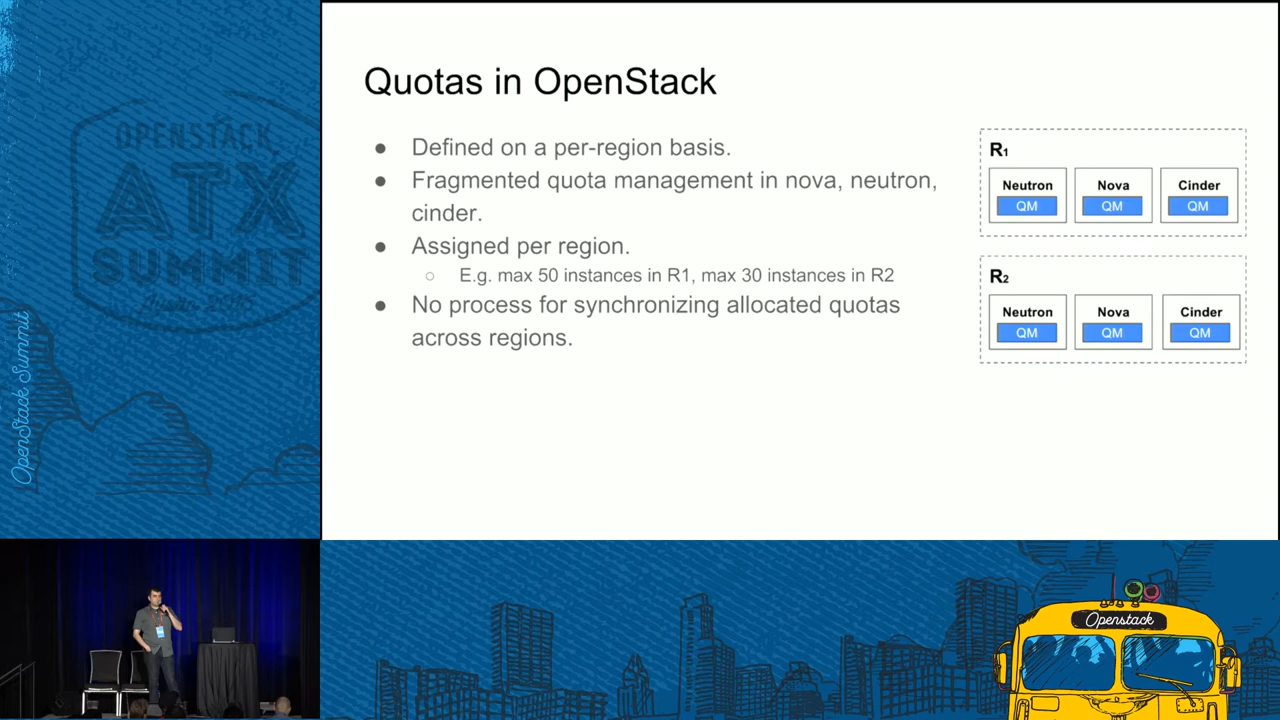 OPENSTACK
ATX
SUMMIT
Austin 2016
OpenStack Summit
Quotas in OpenStack
● Defined on a per-region basis.
● Fragmented quota management in nova, neutron,
cinder.
● Assigned per region.
○ E.g. max 50 instances in R1, max 30 instances in R2
● No process for synchronizing allocated quotas
across regions.
R1
Neutron Nova Cinder
QM QM QM
R2
Neutron Nova Cinder
QM QM QM
Openstack